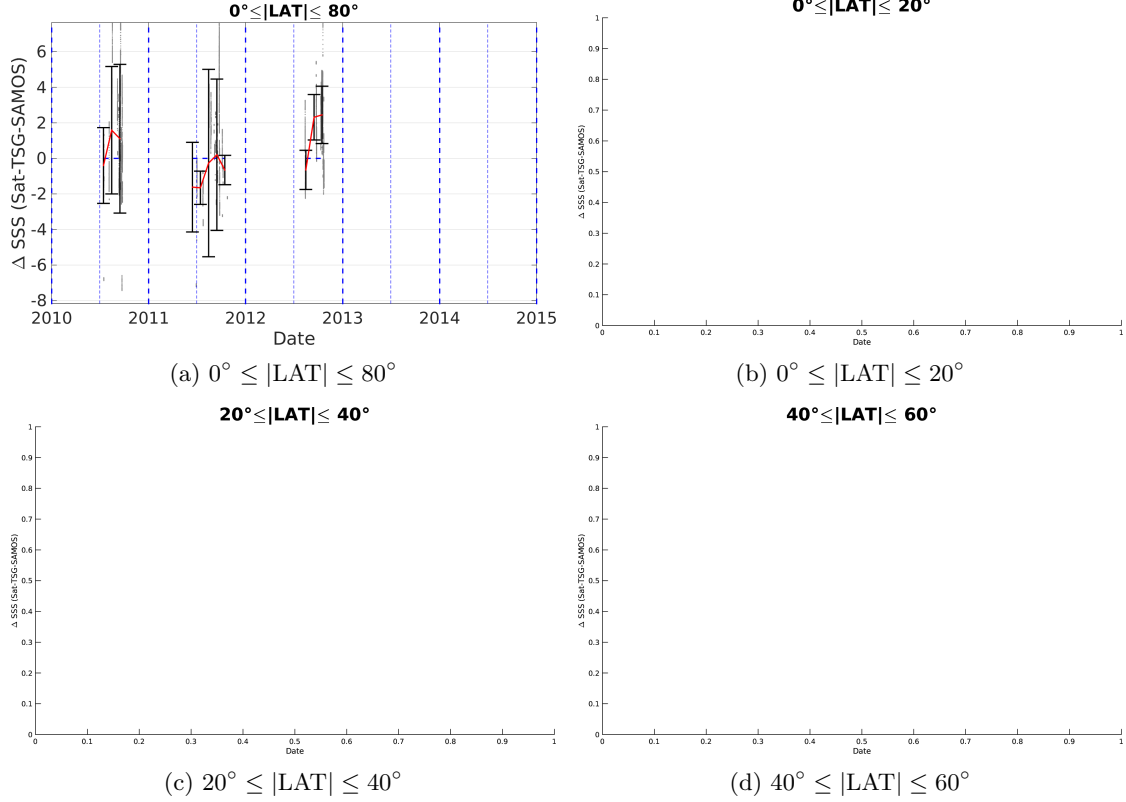 0°≤|LAT|≤ 80°
Δ SSS (Sat-TSG-SAMOS)
6
4
2
0
-2
-4
-6
-8
2010 2011 2012 2013 2014 2015
Date
(a) 0° ≤ |LAT| ≤ 80°
0°≤|LAT|≤ 20°
Δ SSS (Sat-TSG-SAMOS)
1
0.9
0.8
0.7
0.6
0.5
0.4
0.3
0.2
0.1
0
0 0.1 0.2 0.3 0.4 0.5 0.6 0.7 0.8 0.9 1
Date
(b) 0° ≤ |LAT| ≤ 20°
20°≤|LAT|≤ 40°
Δ SSS (Sat-TSG-SAMOS)
1
0.9
0.8
0.7
0.6
0.5
0.4
0.3
0.2
0.1
0
0 0.1 0.2 0.3 0.4 0.5 0.6 0.7 0.8 0.9 1
Date
(c) 20° ≤ |LAT| ≤ 40°
40°≤|LAT|≤ 60°
Δ SSS (Sat-TSG-SAMOS)
1
0.9
0.8
0.7
0.6
0.5
0.4
0.3
0.2
0.1
0
0 0.1 0.2 0.3 0.4 0.5 0.6 0.7 0.8 0.9 1
Date
(d) 40° ≤ |LAT| ≤ 60°